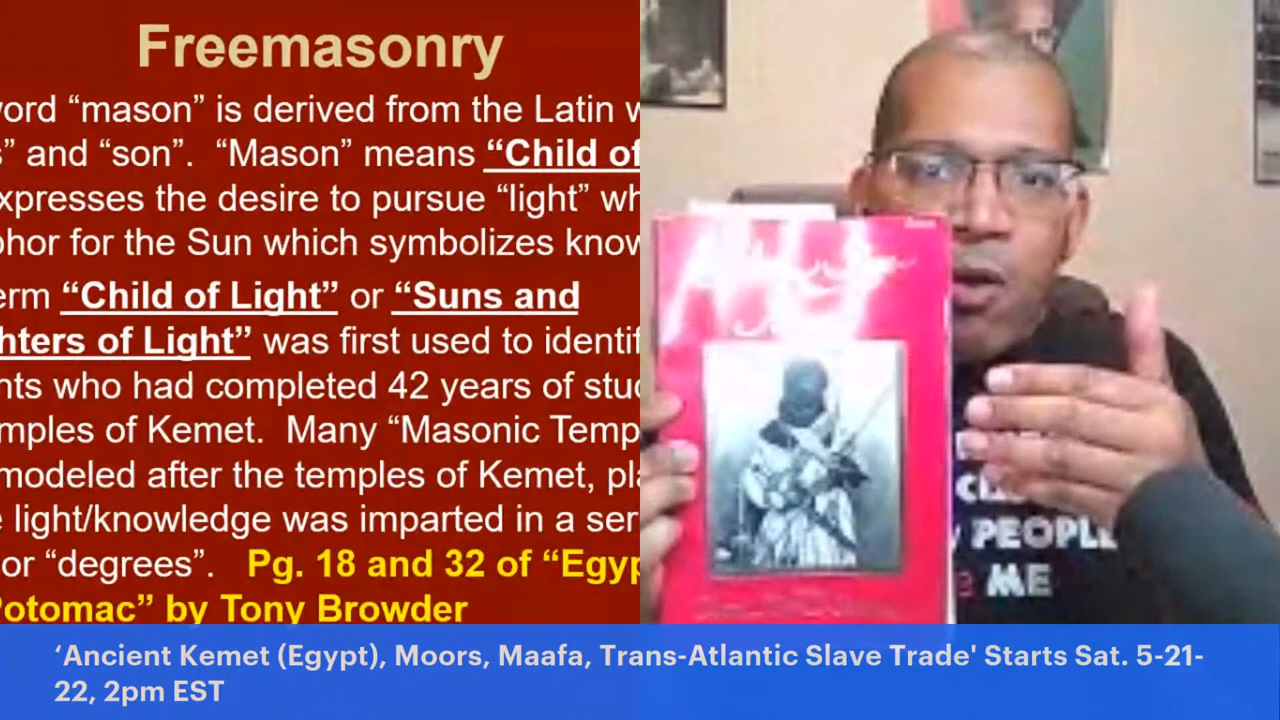 Freemasonry
word “mason” is derived from the Latin w
s” and “son”. “Mason” means “Child of
xpresses the desire to pursue “light” wh
phor for the Sun which symbolizes know
erm “Child of Light” or “Suns and
hters of Light” was first used to identif
nts who had completed 42 years of stud
mples of Kemet. Many “Masonic Temp
modeled after the temples of Kemet, pla
e light/knowledge was imparted in a ser
or “degrees”. Pg. 18 and 32 of “Egyp
Potomac” by Tony Browder
PEOPLE
ME
‘Ancient Kemet (Egypt), Moors, Maafa, Trans-Atlantic Slave Trade' Starts Sat. 5-21-
22, 2pm EST